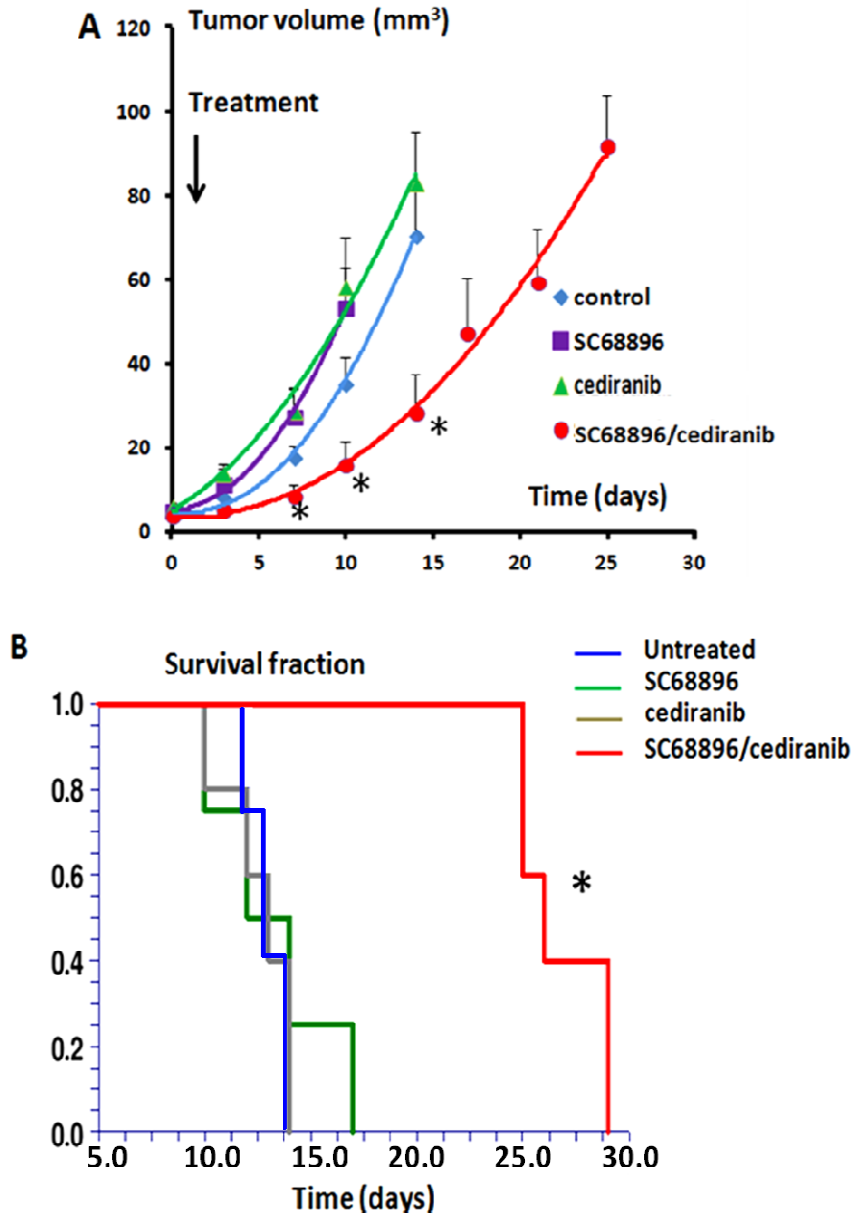 A
Tumor volume (mm³)
120
Treatment
100
80
60
40
20
0
control
SC68896
cediranib
SC68896/cediranib
*
*
*
Time (days)
0 5 10 15 20 25 30
B
Survival fraction
Untreated
SC68896
cediranib
SC68896/cediranib
1.0
0.8
0.6
*
0.4
0.2
0.0
5.0 10.0 15.0 20.0 25.0 30.0
Time (days)